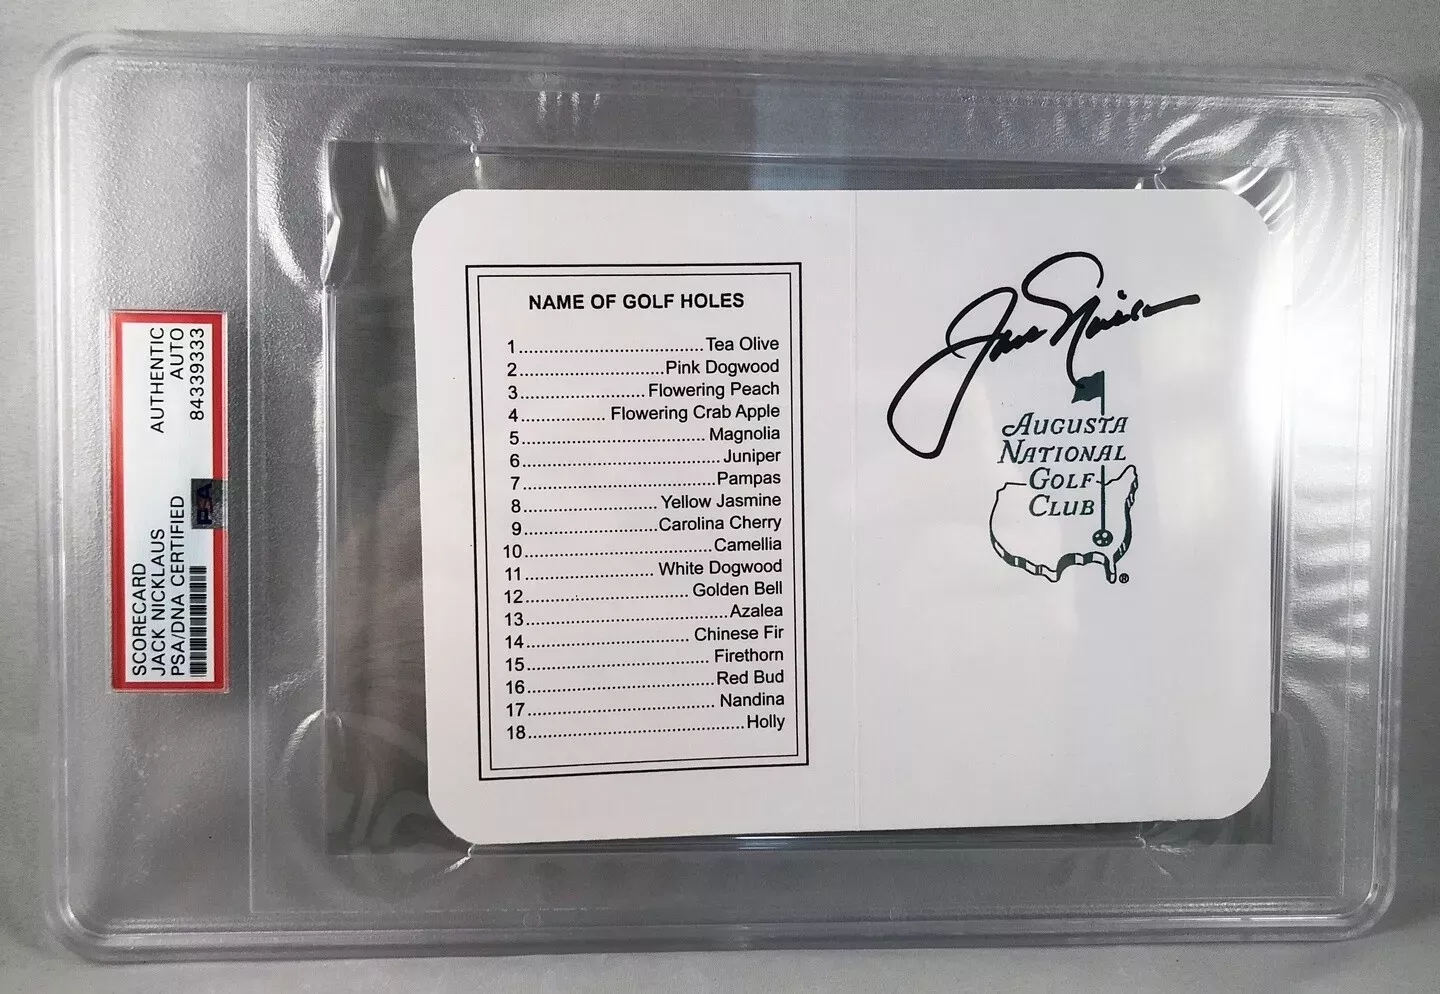 SCORECARD
JACK NICKLAUS
PSA/DNA CERTIFIED
AUTHENTIC
AUTO
84339333
PSA
NAME OF GOLF HOLES
1 Tea Olive
2 Pink Dogwood
3 Flowering Peach
4 Flowering Crab Apple
5 Magnolia
6 Juniper
7 Pampas
8 Yellow Jasmine
9 Carolina Cherry
10 Camellia
11 White Dogwood
12 Golden Bell
13 Azalea
14 Chinese Fir
15 Firethorn
16 Red Bud
17 Nandina
18 Holly
Jack Nicklaus
AUGUSTA
NATIONAL
GOLF
CLUB
®